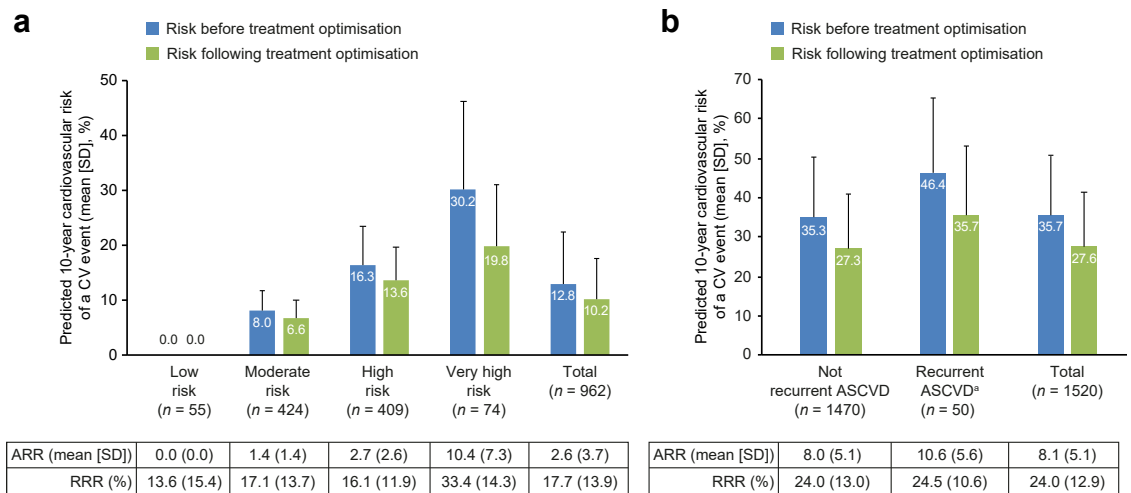 a
Risk before treatment optimisation
Risk following treatment optimisation
Predicted 10-year cardiovascular risk
of a CV event (mean [SD], %)
50
40
30
20
10
0
0.0 0.0
8.0 6.6
16.3 13.6
30.2 19.8
12.8 10.2
Low
risk
(n = 55)
Moderate
risk
(n = 424)
High
risk
(n = 409)
Very high
risk
(n = 74)
Total
(n = 962)
ARR (mean [SD]) 0.0 (0.0) 1.4 (1.4) 2.7 (2.6) 10.4 (7.3) 2.6 (3.7)
RRR (%) 13.6 (15.4) 17.1 (13.7) 16.1 (11.9) 33.4 (14.3) 17.7 (13.9)
b
Risk before treatment optimisation
Risk following treatment optimisation
Predicted 10-year cardiovascular risk
of a CV event (mean [SD], %)
70
60
50
40
30
20
10
0
35.3 27.3
46.4 35.7
35.7 27.6
Not
recurrent ASCVD
(n = 1470)
Recurrent
ASCVDᵃ
(n = 50)
Total
(n = 1520)
ARR (mean [SD]) 8.0 (5.1) 10.6 (5.6) 8.1 (5.1)
RRR (%) 24.0 (13.0) 24.5 (10.6) 24.0 (12.9)